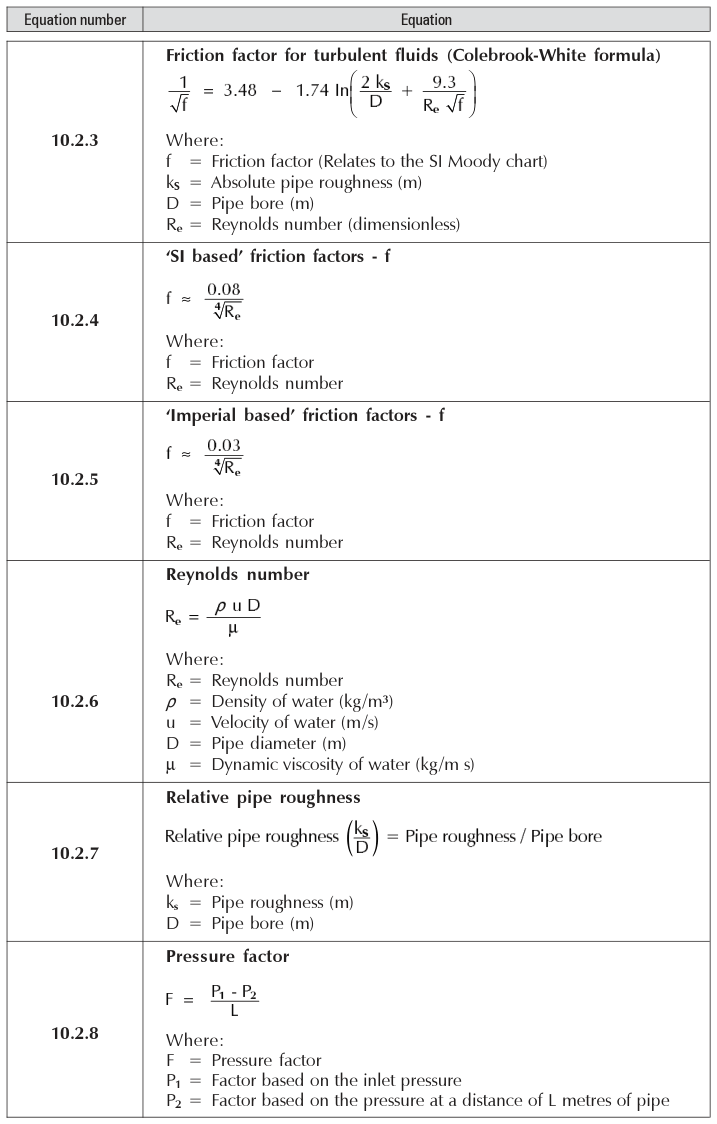 Equation number Equation
Friction factor for turbulent fluids (Colebrook-White formula)
1/√f = 3.48 – 1.74 ln(2 kS/D + 9.3/(Re √f))
Where:
10.2.3
f = Friction factor (Relates to the SI Moody chart)
kS = Absolute pipe roughness (m)
D = Pipe bore (m)
Re = Reynolds number (dimensionless)
‘SI based’ friction factors - f
f ≈ 0.08/∜Re
10.2.4
Where:
f = Friction factor
Re = Reynolds number
‘Imperial based’ friction factors - f
f ≈ 0.03/∜Re
10.2.5
Where:
f = Friction factor
Re = Reynolds number
Reynolds number
Re = ρ u D/μ
Where:
Re = Reynolds number
10.2.6
ρ = Density of water (kg/m³)
u = Velocity of water (m/s)
D = Pipe diameter (m)
μ = Dynamic viscosity of water (kg/m s)
Relative pipe roughness
Relative pipe roughness (kS/D) = Pipe roughness / Pipe bore
10.2.7
Where:
ks = Pipe roughness (m)
D = Pipe bore (m)
Pressure factor
F = P1 - P2/L
10.2.8
Where:
F = Pressure factor
P1 = Factor based on the inlet pressure
P2 = Factor based on the pressure at a distance of L metres of pipe